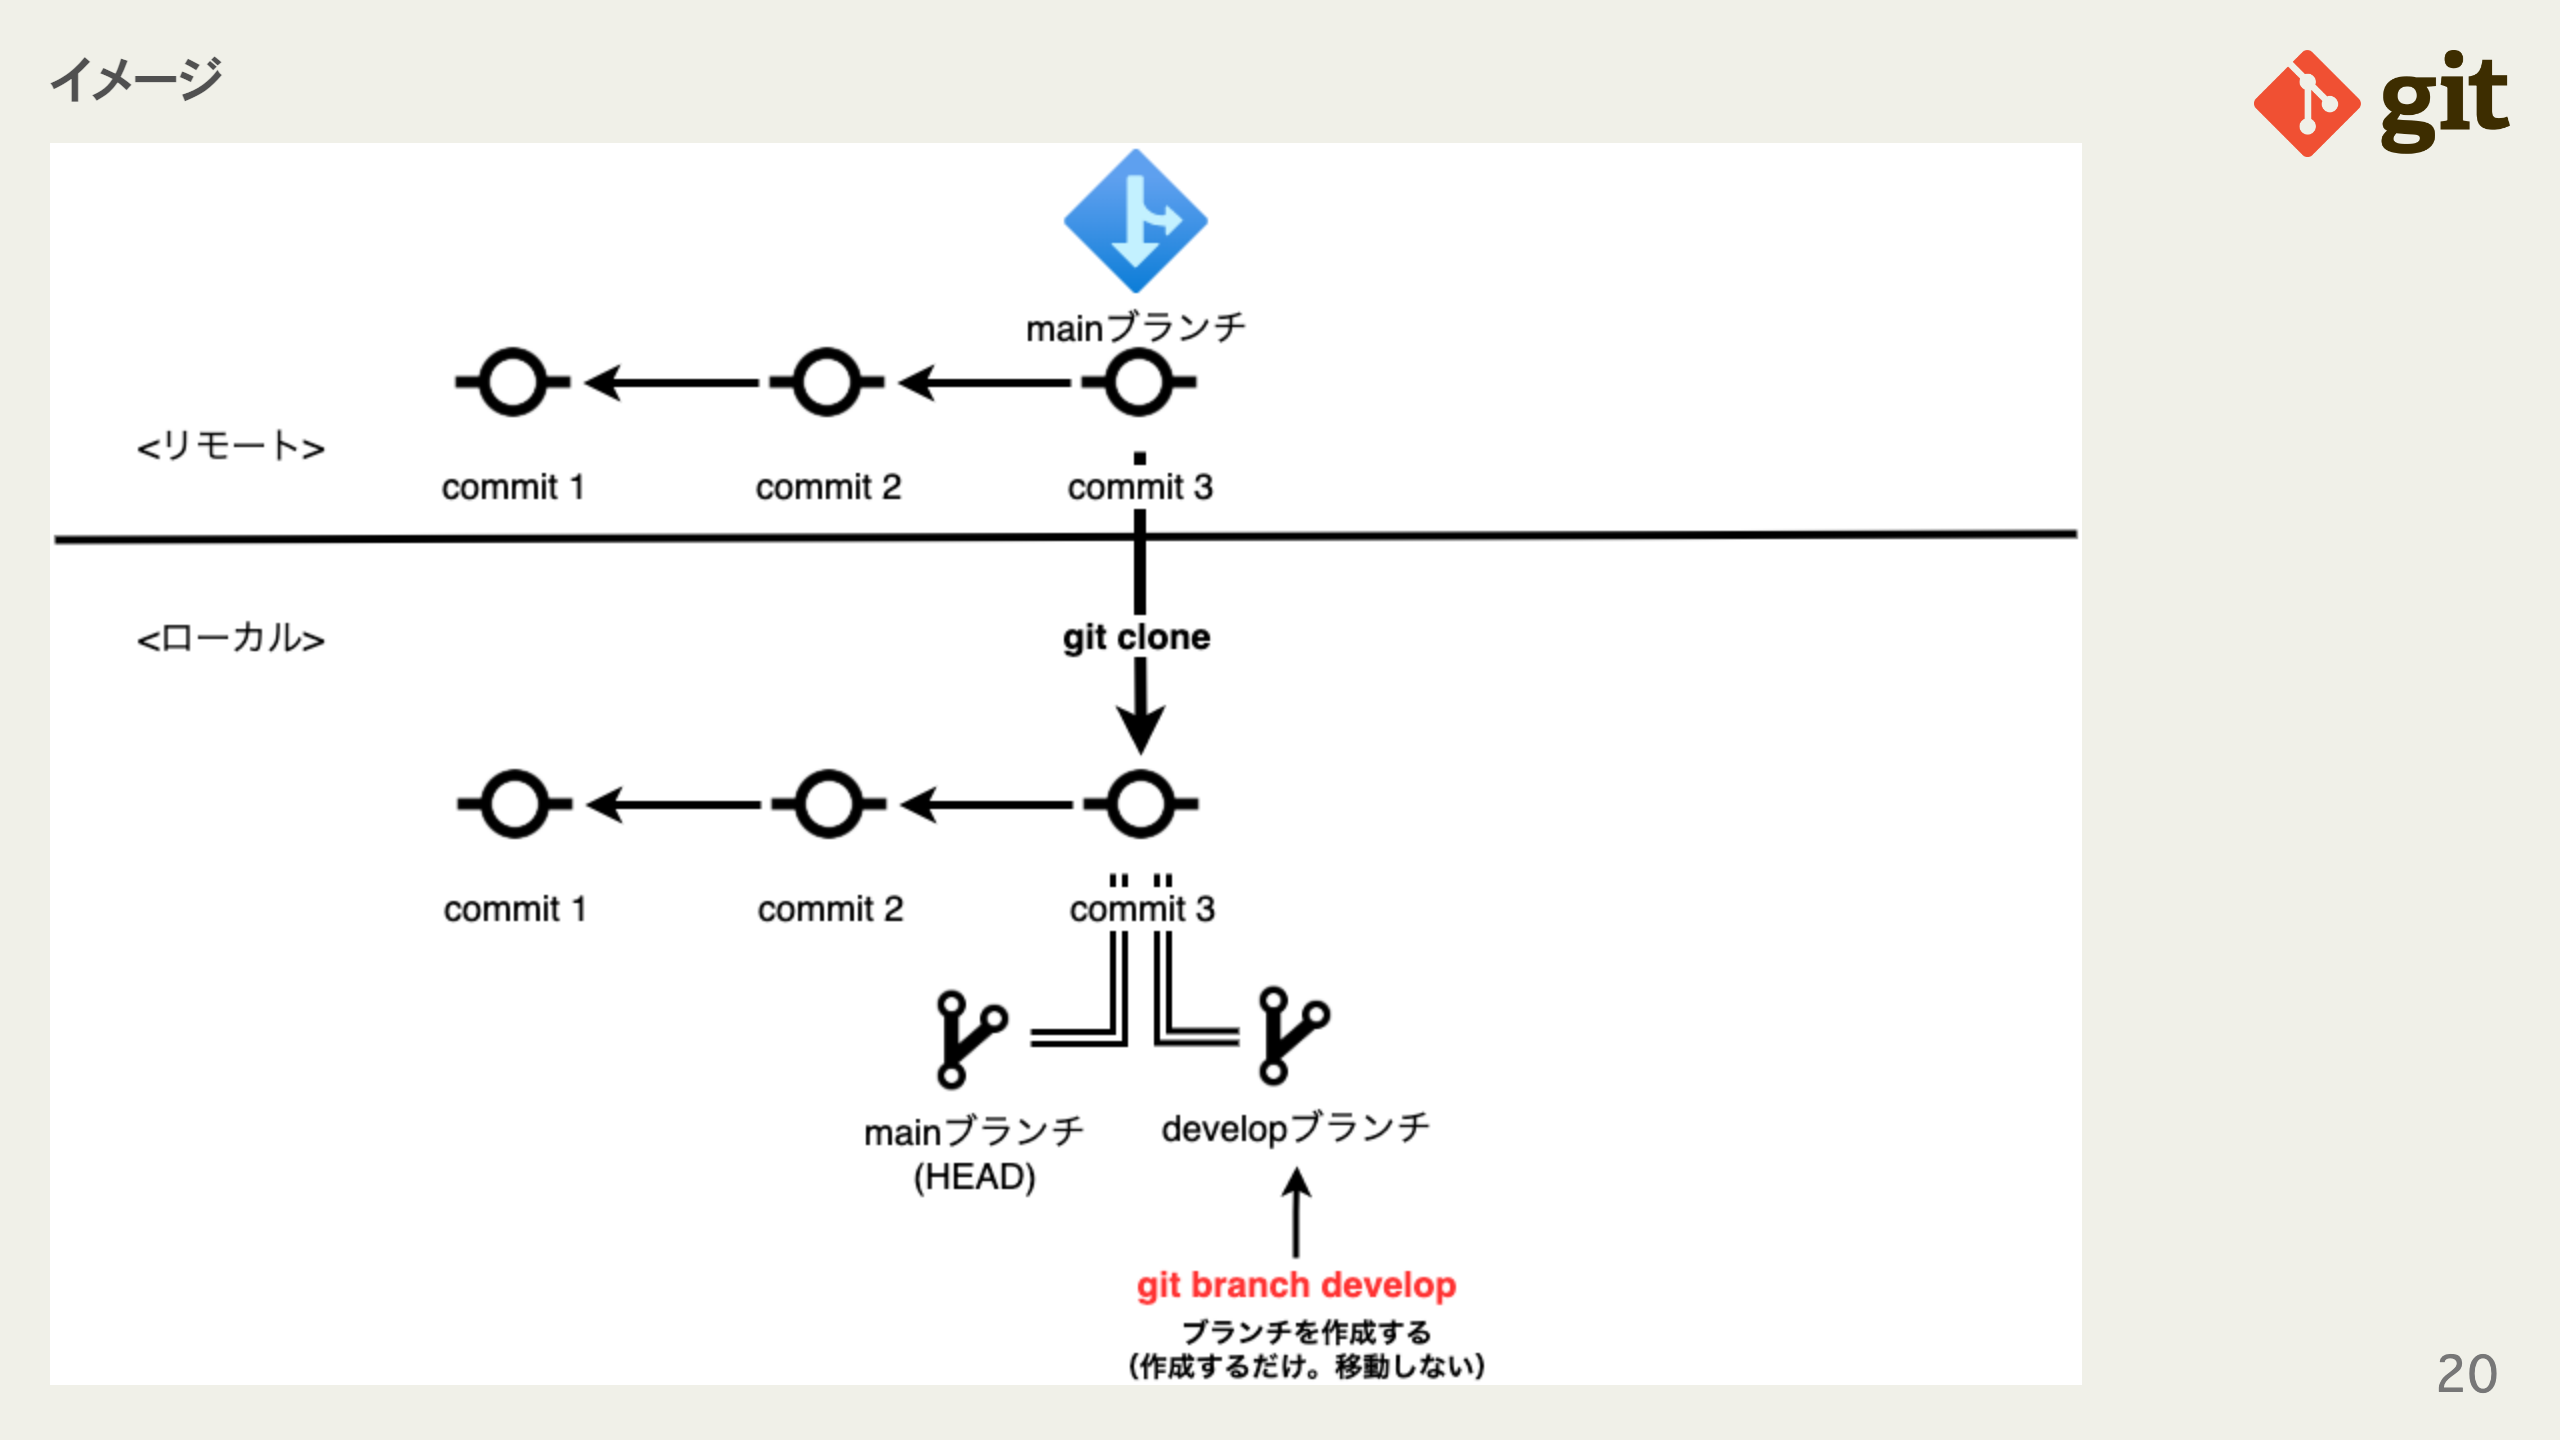 イメージ
git
mainブランチ
<リモート>
commit 1
commit 2
commit 3
<ローカル>
git clone
commit 1
commit 2
commit 3
mainブランチ
(HEAD)
developブランチ
git branch develop
ブランチを作成する
（作成するだけ。移動しない）
20